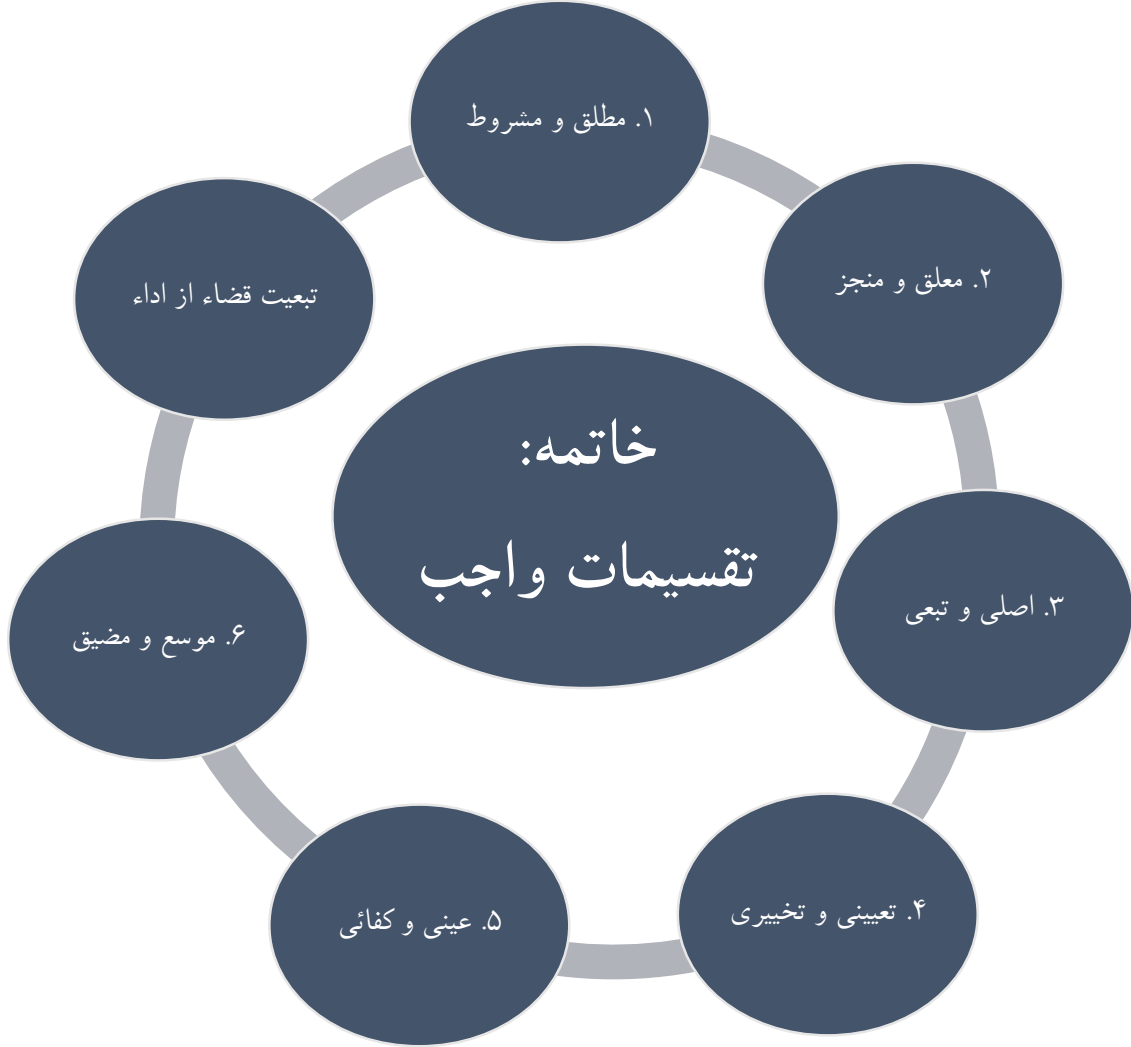 خاتمه:
تقسیمات واجب
۱. مطلق و مشروط
۲. معلق و منجز
۳. اصلی و تبعی
۴. تعیینی و تخییری
۵. عینی و کفائی
۶. موسع و مضیق
تبعیت قضاء از اداء